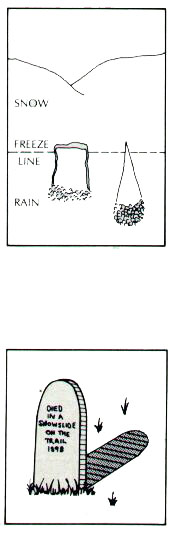 SNOW
FREEZE
LINE
RAIN
DIED
IN A
SNOWSLIDE
ON THE
TRAIL
1898